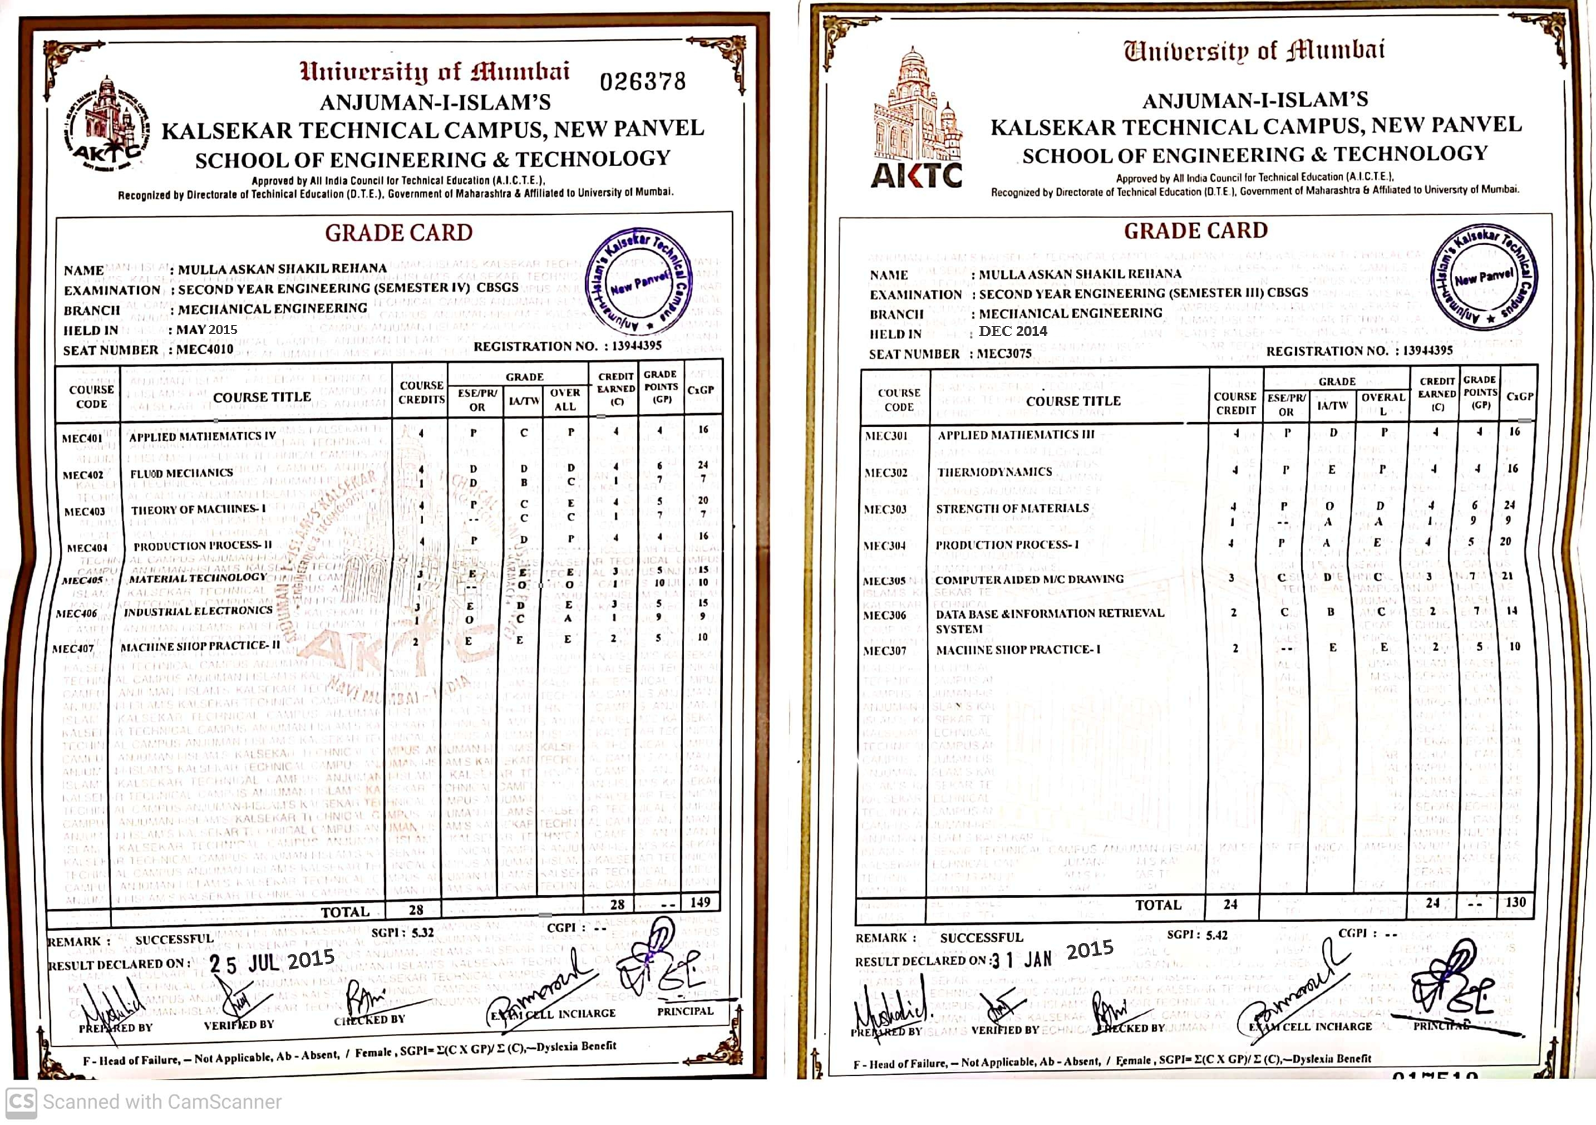 University of Mumbai 026378
ANJUMAN-I-ISLAM'S
KALSEKAR TECHNICAL CAMPUS, NEW PANVEL
SCHOOL OF ENGINEERING & TECHNOLOGY
Approved by All India Council for Technical Education (A.I.C.T.E.),
Recognized by Directorate of Techinical Education (D.T.E.), Government of Maharashtra & Affiliated to University of Mumbai.
AKTC
GRADE CARD
Anjuman-I-Islam's Kalsekar Technical Campus
New Panvel
NAME : MULLA ASKAN SHAKIL REHANA
EXAMINATION : SECOND YEAR ENGINEERING (SEMESTER IV) CBSGS
BRANCH : MECHANICAL ENGINEERING
HELD IN : MAY 2015
SEAT NUMBER : MEC4010 REGISTRATION NO. : 13944395
COURSE CODE COURSE TITLE COURSE CREDITS GRADE ESE/PR/OR IA/TW OVER ALL CREDIT EARNED (C) GRADE POINTS (GP) CxGP
MEC401 APPLIED MATHEMATICS IV 4 P C P 4 4 16
MEC402 FLUID MECHANICS 4 D D D 4 6 24
1 D B C 1 7 7
MEC403 THEORY OF MACHINES- I 4 P C E 4 5 20
1 -- C C 1 7 7
MEC404 PRODUCTION PROCESS- II 4 P D P 4 4 16
MEC405 MATERIAL TECHNOLOGY 3 E E E 3 5 15
1 -- O O 1 10 10
MEC406 INDUSTRIAL ELECTRONICS 3 E D E 3 5 15
1 O C A 1 9 9
MEC407 MACHINE SHOP PRACTICE- II 2 E E E 2 5 10
TOTAL 28 28 -- 149
REMARK : SUCCESSFUL SGPI : 5.32 CGPI : --
RESULT DECLARED ON : 25 JUL 2015
PREPARED BY VERIFIED BY CHECKED BY EXAM CELL INCHARGE PRINCIPAL
F - Head of Failure, -- Not Applicable, Ab - Absent, / Female , SGPI= Σ(C X GP)/ Σ (C),~Dyslexia Benefit
University of Mumbai
ANJUMAN-I-ISLAM'S
KALSEKAR TECHNICAL CAMPUS, NEW PANVEL
SCHOOL OF ENGINEERING & TECHNOLOGY
Approved by All India Council for Technical Education (A.I.C.T.E.),
Recognized by Directorate of Technical Education (D.T.E.), Government of Maharashtra & Affiliated to University of Mumbai.
AKTC
GRADE CARD
Anjuman-I-Islam's Kalsekar Technical Campus
New Panvel
NAME : MULLA ASKAN SHAKIL REHANA
EXAMINATION : SECOND YEAR ENGINEERING (SEMESTER III) CBSGS
BRANCH : MECHANICAL ENGINEERING
HELD IN : DEC 2014
SEAT NUMBER : MEC3075 REGISTRATION NO. : 13944395
COURSE CODE COURSE TITLE COURSE CREDIT GRADE ESE/PR/OR IA/TW OVERALL CREDIT EARNED (C) GRADE POINTS (GP) CxGP
MEC301 APPLIED MATHEMATICS III 4 P D P 4 4 16
MEC302 THERMODYNAMICS 4 P E P 4 4 16
MEC303 STRENGTH OF MATERIALS 4 P O D 4 6 24
1 -- A A 1 9 9
MEC304 PRODUCTION PROCESS- I 4 P A E 4 5 20
MEC305 COMPUTER AIDED M/C DRAWING 3 C D C 3 7 21
MEC306 DATA BASE &INFORMATION RETRIEVAL 2 C B C 2 7 14
SYSTEM
MEC307 MACHINE SHOP PRACTICE- I 2 -- E E 2 5 10
TOTAL 24 24 -- 130
REMARK : SUCCESSFUL SGPI : 5.42 CGPI : --
RESULT DECLARED ON :31 JAN 2015
PREPARED BY VERIFIED BY CHECKED BY EXAM CELL INCHARGE PRINCIPAL
F - Head of Failure, -- Not Applicable, Ab - Absent, / Female , SGPI= Σ(C X GP)/ Σ (C),~Dyslexia Benefit
CS Scanned with CamScanner